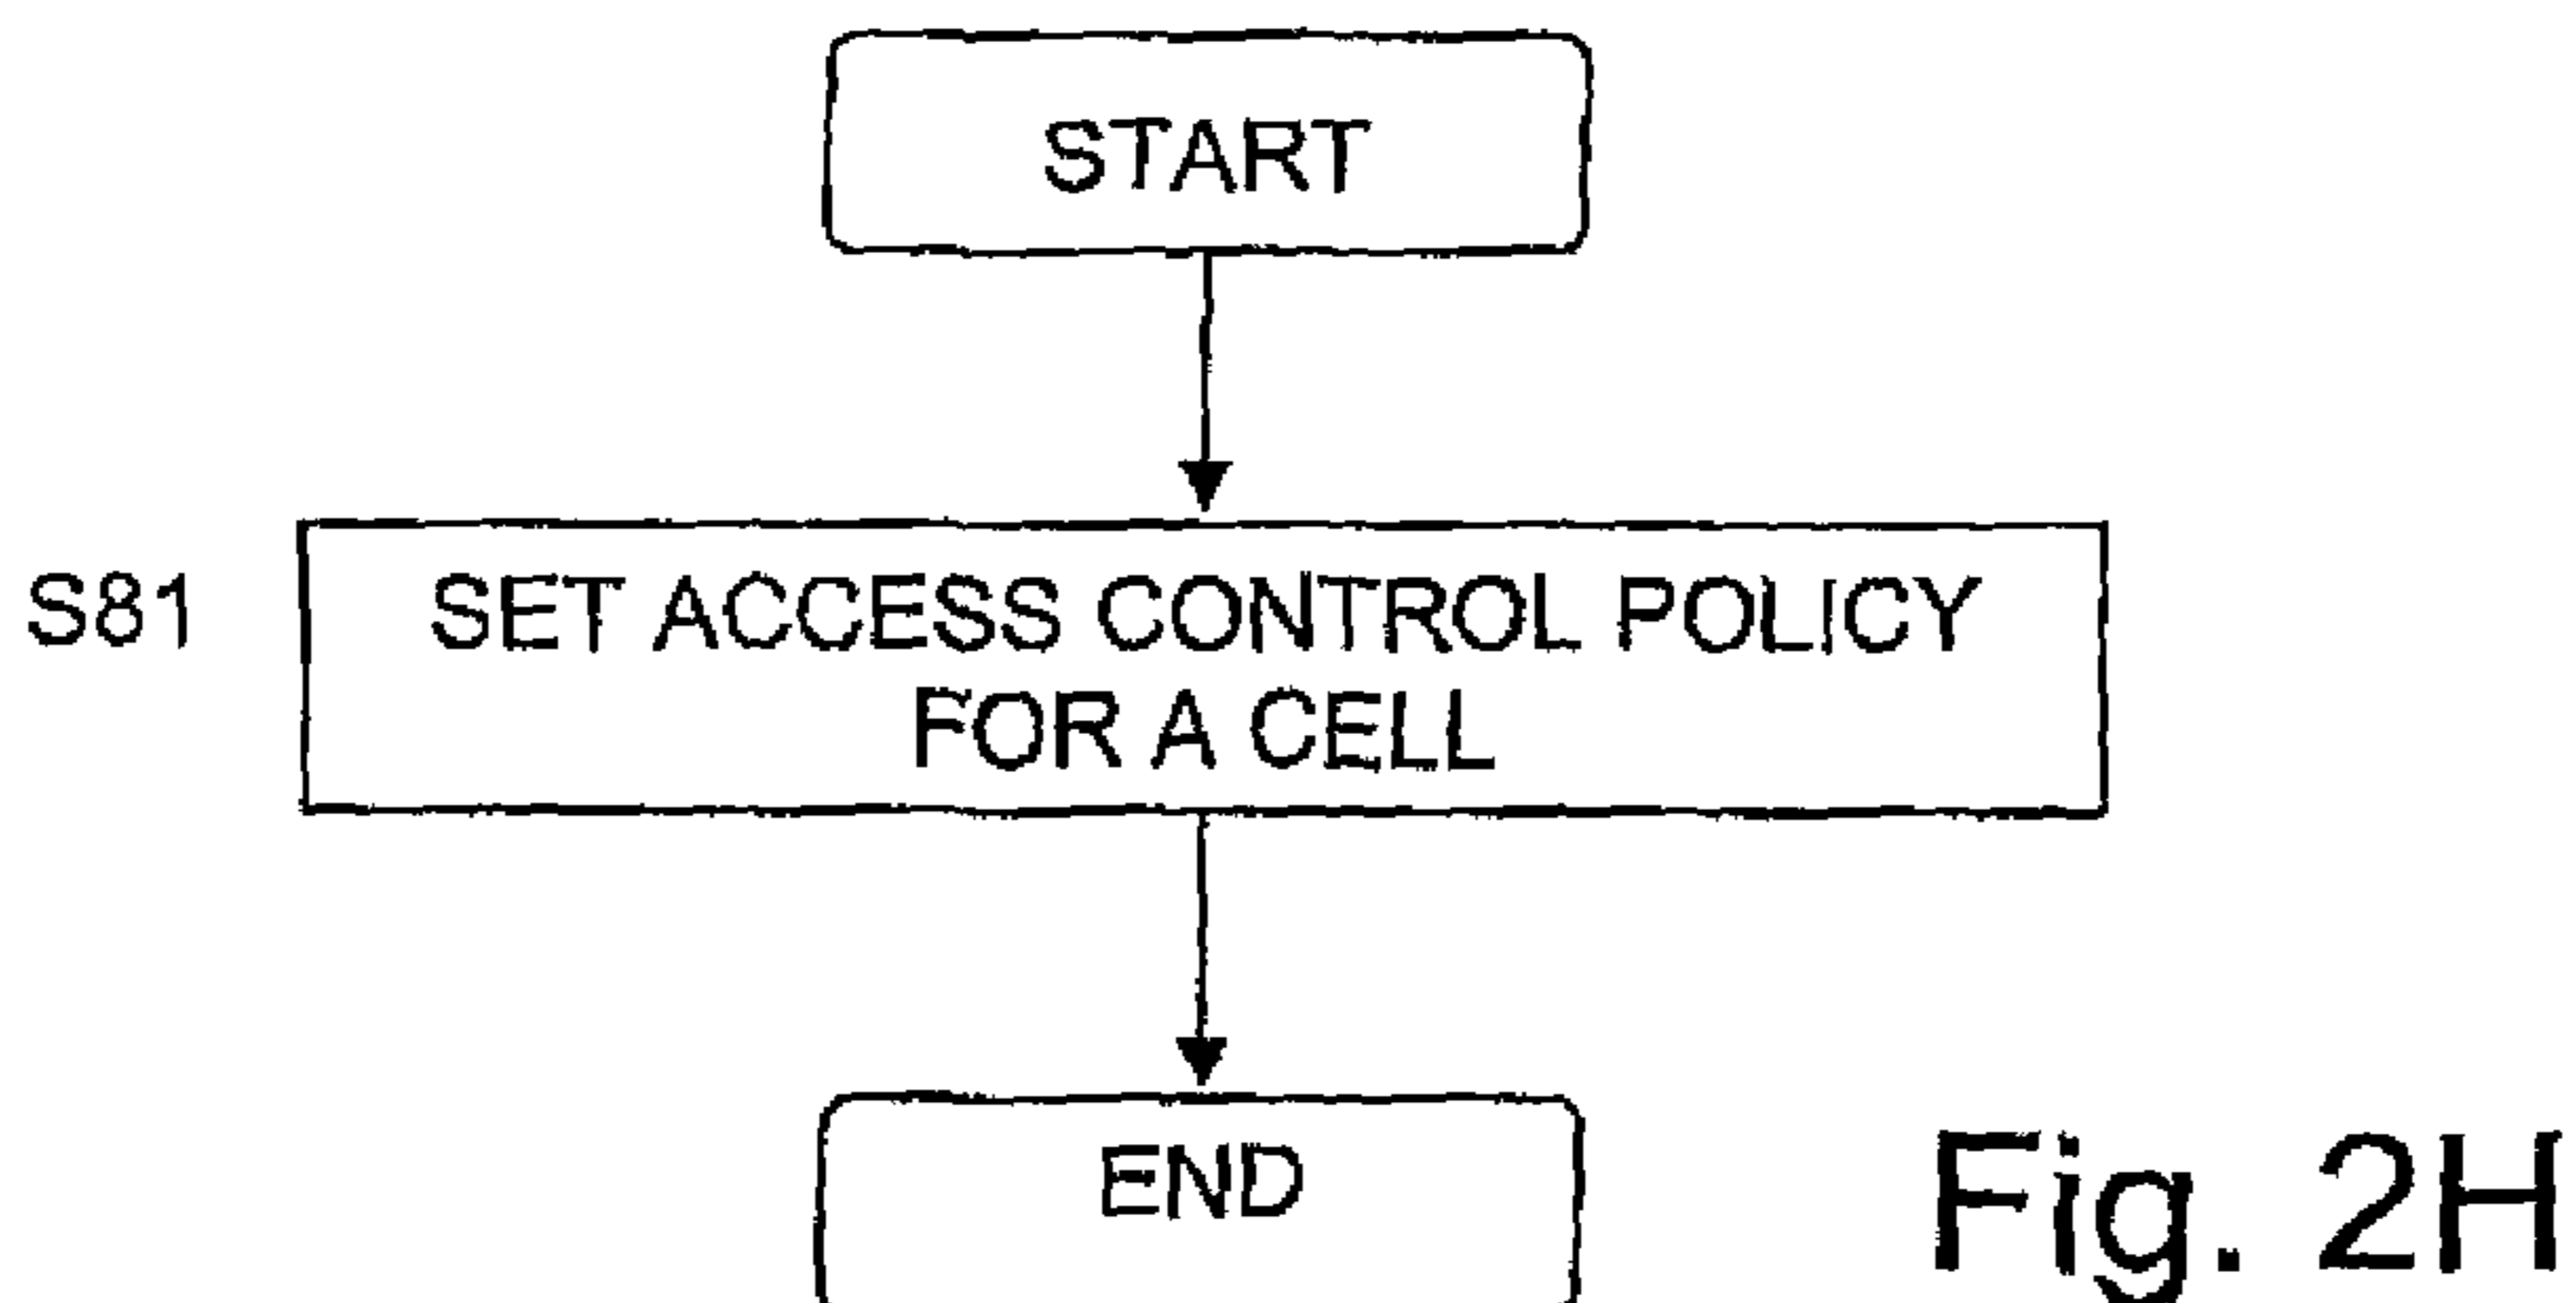 START
S81
SET ACCESS CONTROL POLICY
FOR A CELL
END
Fig. 2H